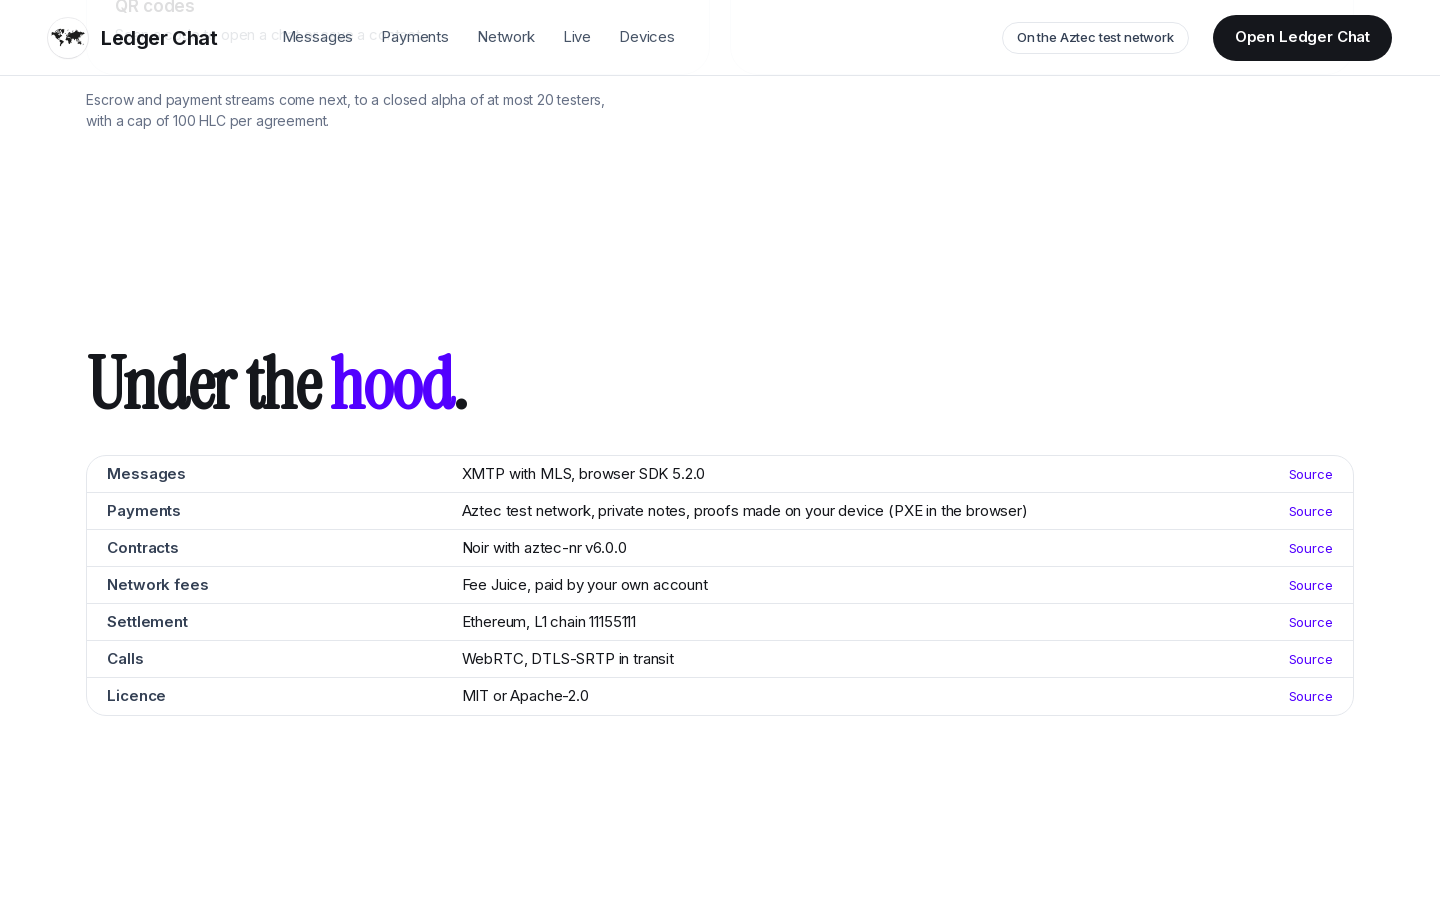 QR codes
Ledger Chat
Messages
Payments
Network
Live
Devices
On the Aztec test network
Open Ledger Chat
Escrow and payment streams come next, to a closed alpha of at most 20 testers,
with a cap of 100 HLC per agreement.
Under the hood.
Messages XMTP with MLS, browser SDK 5.2.0 Source
Payments Aztec test network, private notes, proofs made on your device (PXE in the browser) Source
Contracts Noir with aztec-nr v6.0.0 Source
Network fees Fee Juice, paid by your own account Source
Settlement Ethereum, L1 chain 11155111 Source
Calls WebRTC, DTLS-SRTP in transit Source
Licence MIT or Apache-2.0 Source